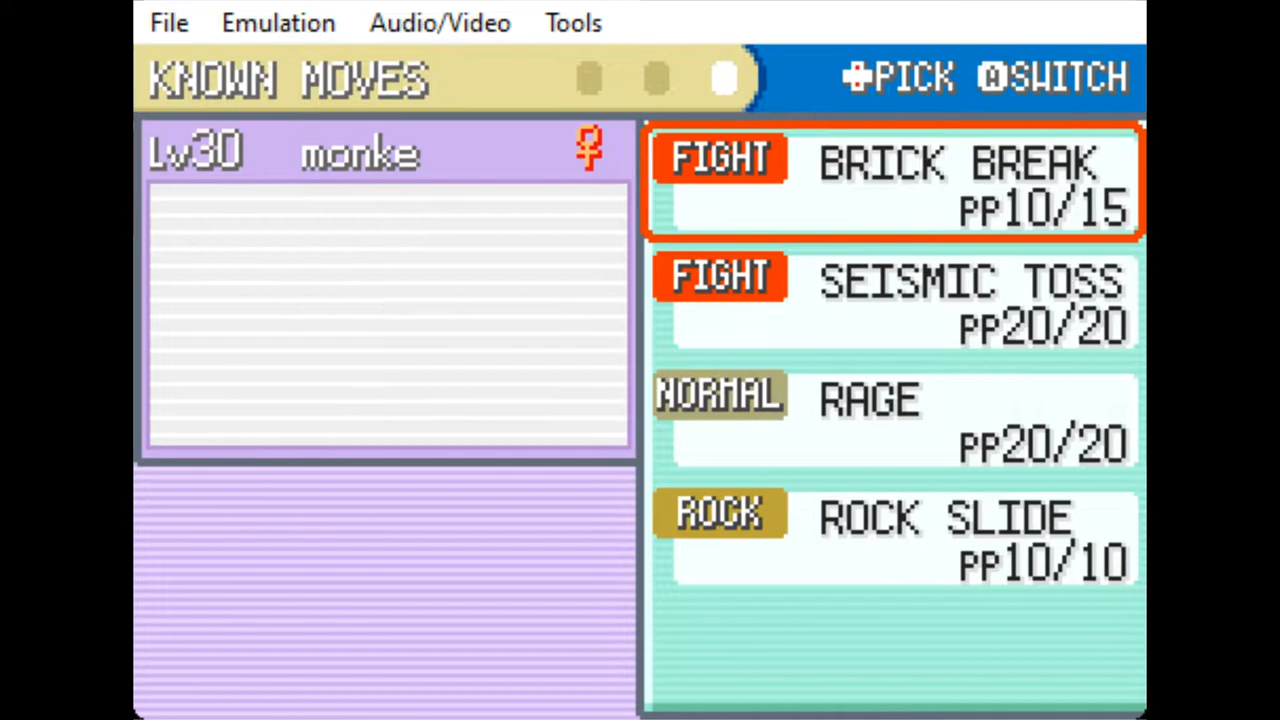 File Emulation Audio/Video Tools
KNOWN MOVES PICK ASWITCH
Lv30 monke ♀
FIGHT BRICK BREAK
PP10/15
FIGHT SEISMIC TOSS
PP20/20
NORMAL RAGE
PP20/20
ROCK ROCK SLIDE
PP10/10